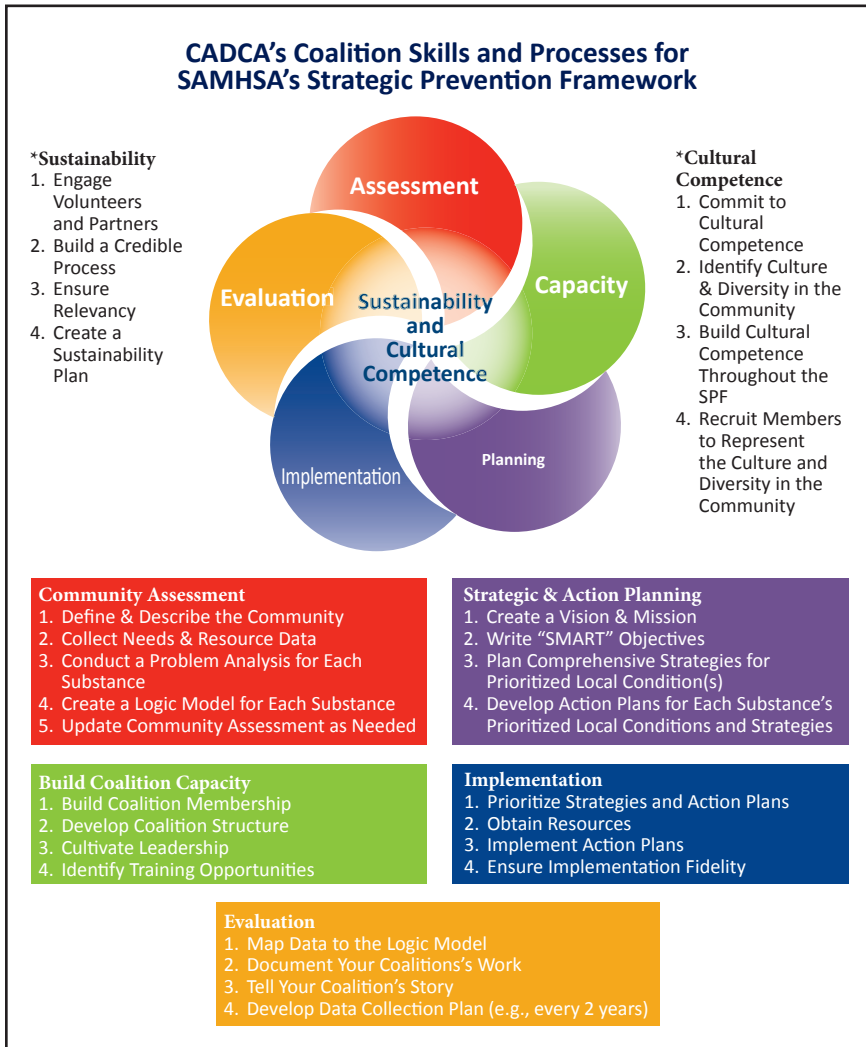 CADCA's Coalition Skills and Processes for
SAMHSA's Strategic Prevention Framework
*Sustainability
1. Engage
Volunteers
and Partners
2. Build a Credible
Process
3. Ensure
Relevancy
4. Create a
Sustainability
Plan
Assessment
Capacity
Evaluation
Sustainability
and
Cultural
Competence
Implementation
Planning
*Cultural
Competence
1. Commit to
Cultural
Competence
2. Identify Culture
& Diversity in the
Community
3. Build Cultural
Competence
Throughout the
SPF
4. Recruit Members
to Represent
the Culture and
Diversity in the
Community
Community Assessment
1. Define & Describe the Community
2. Collect Needs & Resource Data
3. Conduct a Problem Analysis for Each
Substance
4. Create a Logic Model for Each Substance
5. Update Community Assessment as Needed
Strategic & Action Planning
1. Create a Vision & Mission
2. Write “SMART” Objectives
3. Plan Comprehensive Strategies for
Prioritized Local Condition(s)
4. Develop Action Plans for Each Substance's
Prioritized Local Conditions and Strategies
Build Coalition Capacity
1. Build Coalition Membership
2. Develop Coalition Structure
3. Cultivate Leadership
4. Identify Training Opportunities
Implementation
1. Prioritize Strategies and Action Plans
2. Obtain Resources
3. Implement Action Plans
4. Ensure Implementation Fidelity
Evaluation
1. Map Data to the Logic Model
2. Document Your Coalitions's Work
3. Tell Your Coalition's Story
4. Develop Data Collection Plan (e.g., every 2 years)